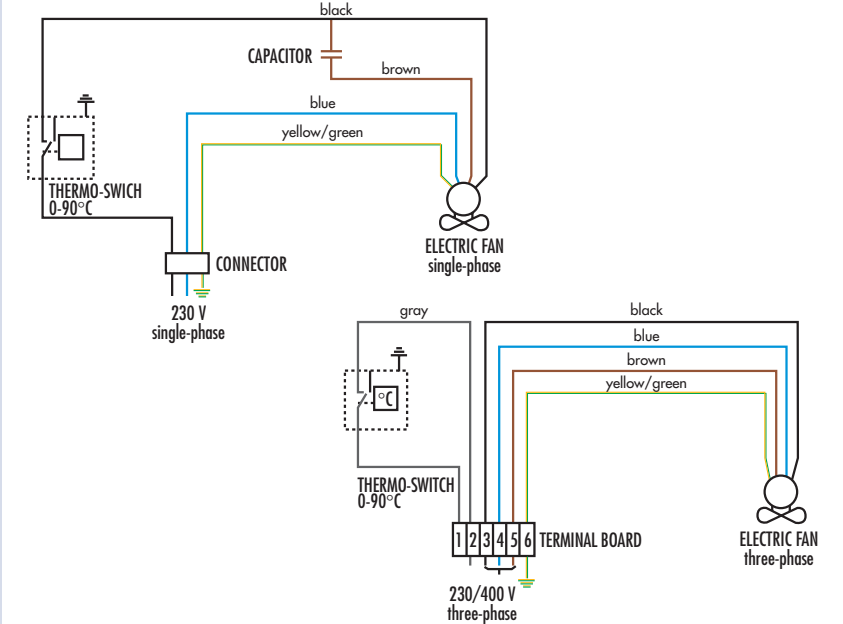 black
CAPACITOR
brown
blue
yellow/green
THERMO-SWICH
0-90°C
ELECTRIC FAN
single-phase
CONNECTOR
230 V
single-phase
gray
black
blue
brown
yellow/green
°C
THERMO-SWITCH
0-90°C
1 2 3 4 5 6 TERMINAL BOARD
ELECTRIC FAN
three-phase
230/400 V
three-phase